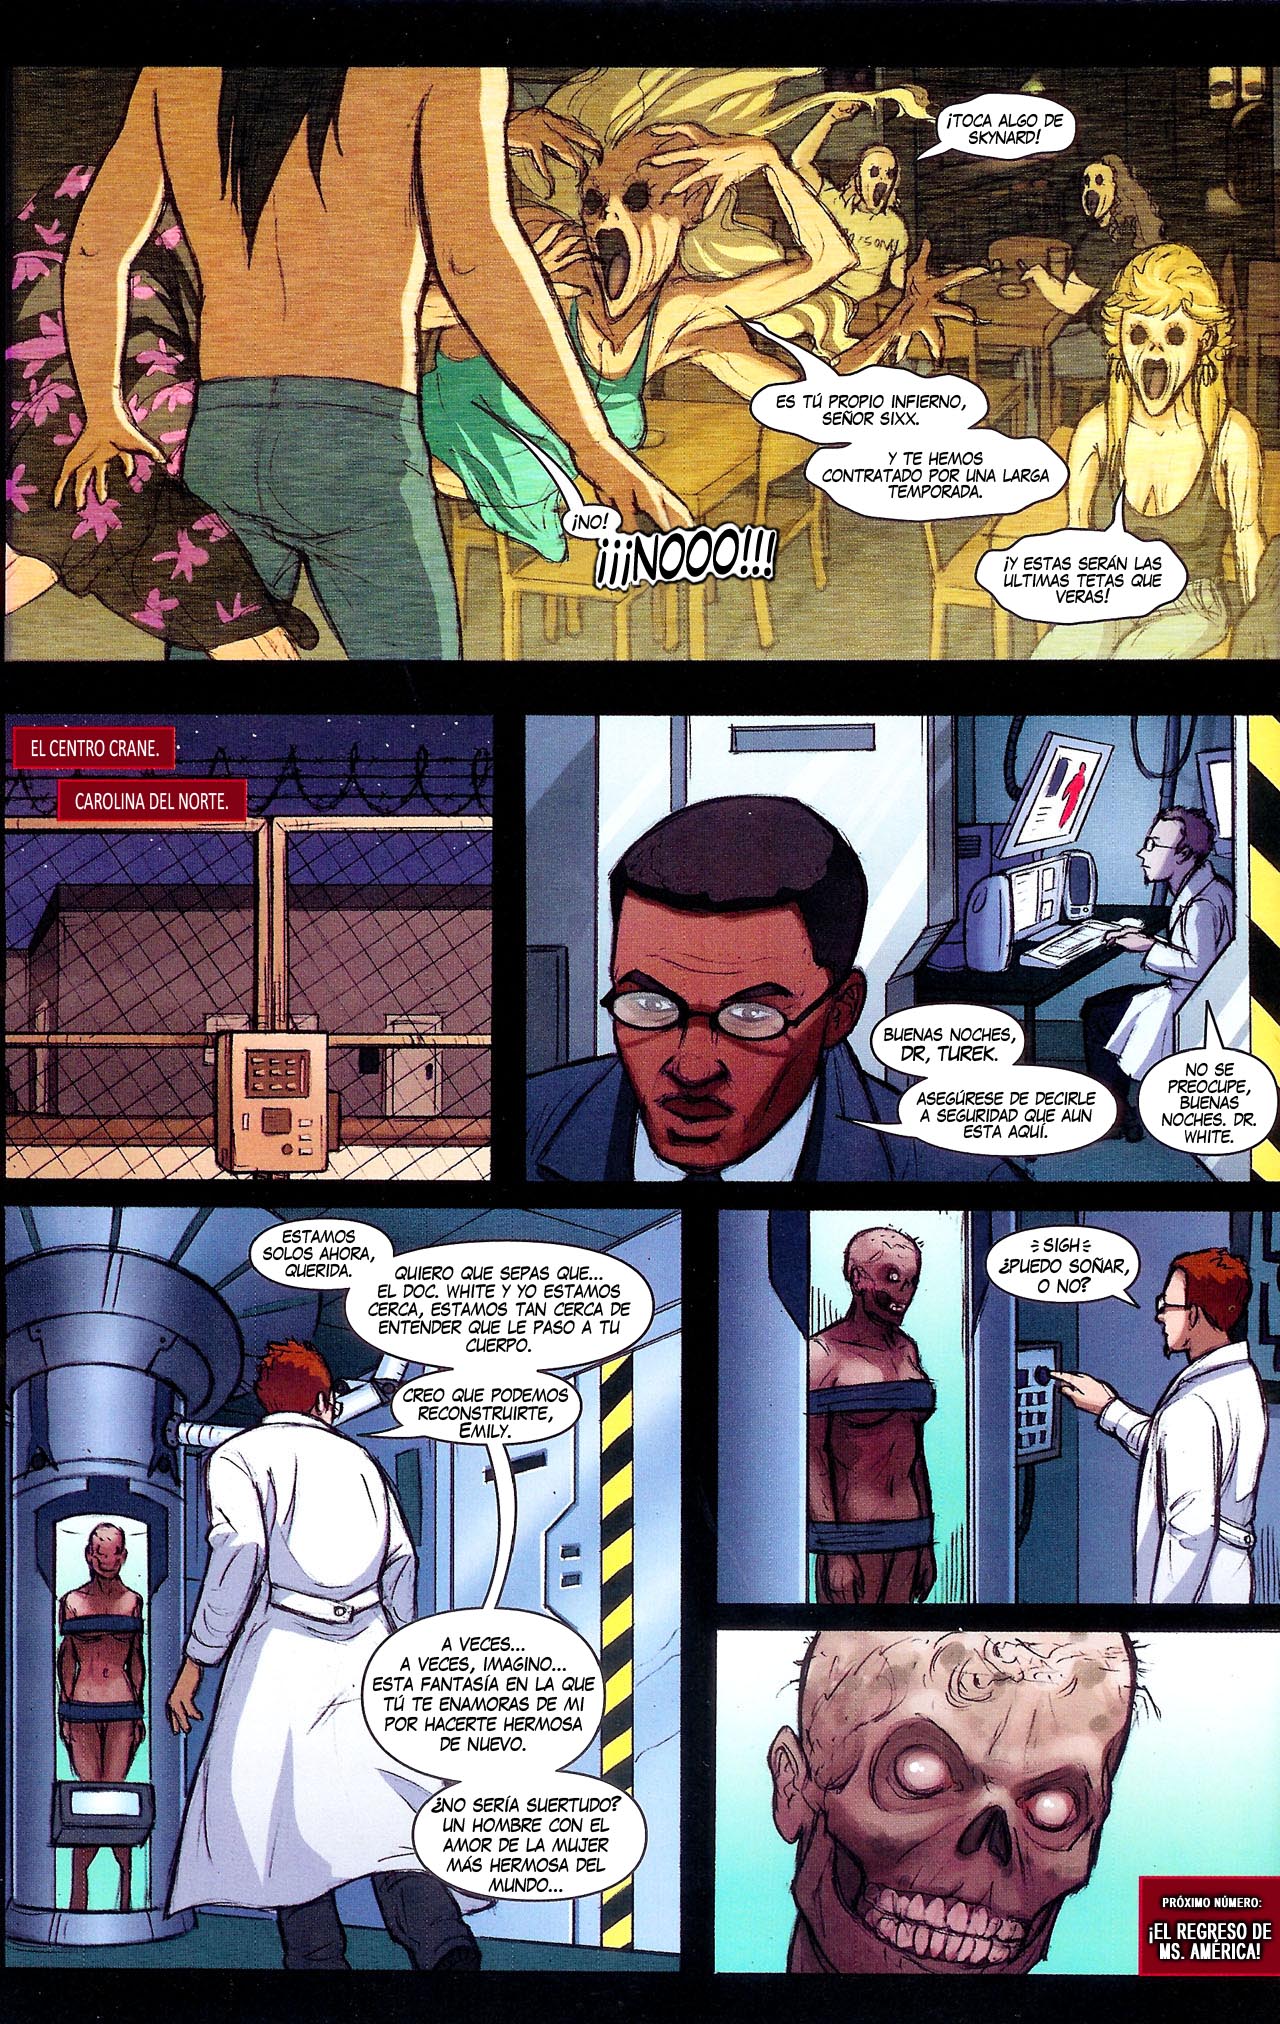 ¡TOCA ALGO DE
SKYNARD!
ES TÚ PROPIO INFIERNO,
SEÑOR SIXX.
Y TE HEMOS
CONTRATADO POR UNA LARGA
TEMPORADA.
¡NO!
¡¡¡NOOO!!!
¡Y ESTAS SERÁN LAS
ULTIMAS TETAS QUE
VERAS!
EL CENTRO CRANE.
CAROLINA DEL NORTE.
BUENAS NOCHES,
DR, TUREK.
ASEGÚRESE DE DECIRLE
A SEGURIDAD QUE AUN
ESTA AQUÍ.
NO SE
PREOCUPE,
BUENAS
NOCHES. DR.
WHITE.
ESTAMOS
SOLOS AHORA,
QUERIDA.
QUIERO QUE SEPAS QUE...
EL DOC. WHITE Y YO ESTAMOS
CERCA, ESTAMOS TAN CERCA DE
ENTENDER QUE LE PASO A TU
CUERPO.
CREO QUE PODEMOS
RECONSTRUIRTE,
EMILY.
A VECES...
A VECES, IMAGINO...
ESTA FANTASÍA EN LA QUE
TÚ TE ENAMORAS DE MI
POR HACERTE HERMOSA
DE NUEVO.
¿NO SERÍA SUERTUDO?
UN HOMBRE CON EL
AMOR DE LA MUJER
MÁS HERMOSA DEL
MUNDO...
SIGH
¿PUEDO SOÑAR,
O NO?
PRÓXIMO NÚMERO:
¡EL REGRESO DE
MS. AMÉRICA!